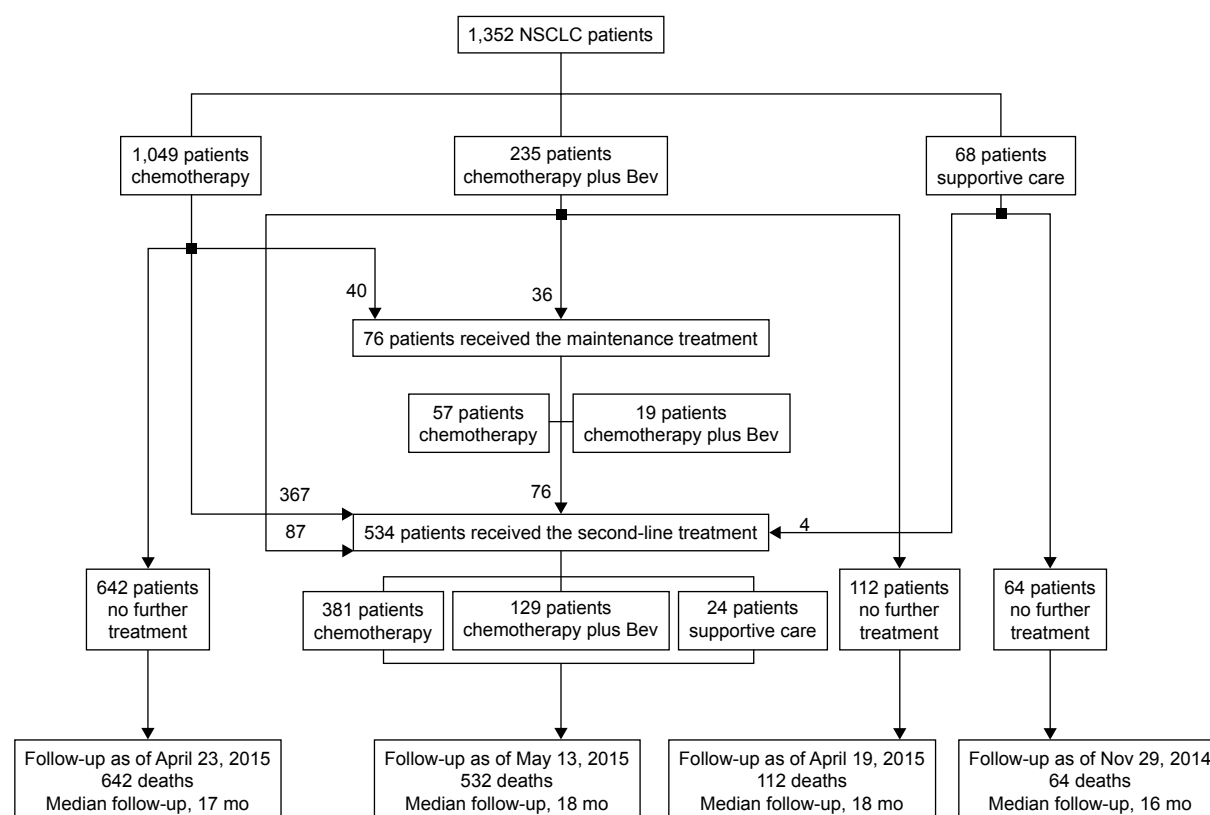 1,352 NSCLC patients
1,049 patients
chemotherapy
235 patients
chemotherapy plus Bev
68 patients
supportive care
40
36
76 patients received the maintenance treatment
57 patients
chemotherapy
19 patients
chemotherapy plus Bev
76
367
87
534 patients received the second-line treatment
4
642 patients
no further
treatment
381 patients
chemotherapy
129 patients
chemotherapy plus Bev
24 patients
supportive care
112 patients
no further
treatment
64 patients
no further
treatment
Follow-up as of April 23, 2015
642 deaths
Median follow-up, 17 mo
Follow-up as of May 13, 2015
532 deaths
Median follow-up, 18 mo
Follow-up as of April 19, 2015
112 deaths
Median follow-up, 18 mo
Follow-up as of Nov 29, 2014
64 deaths
Median follow-up, 16 mo